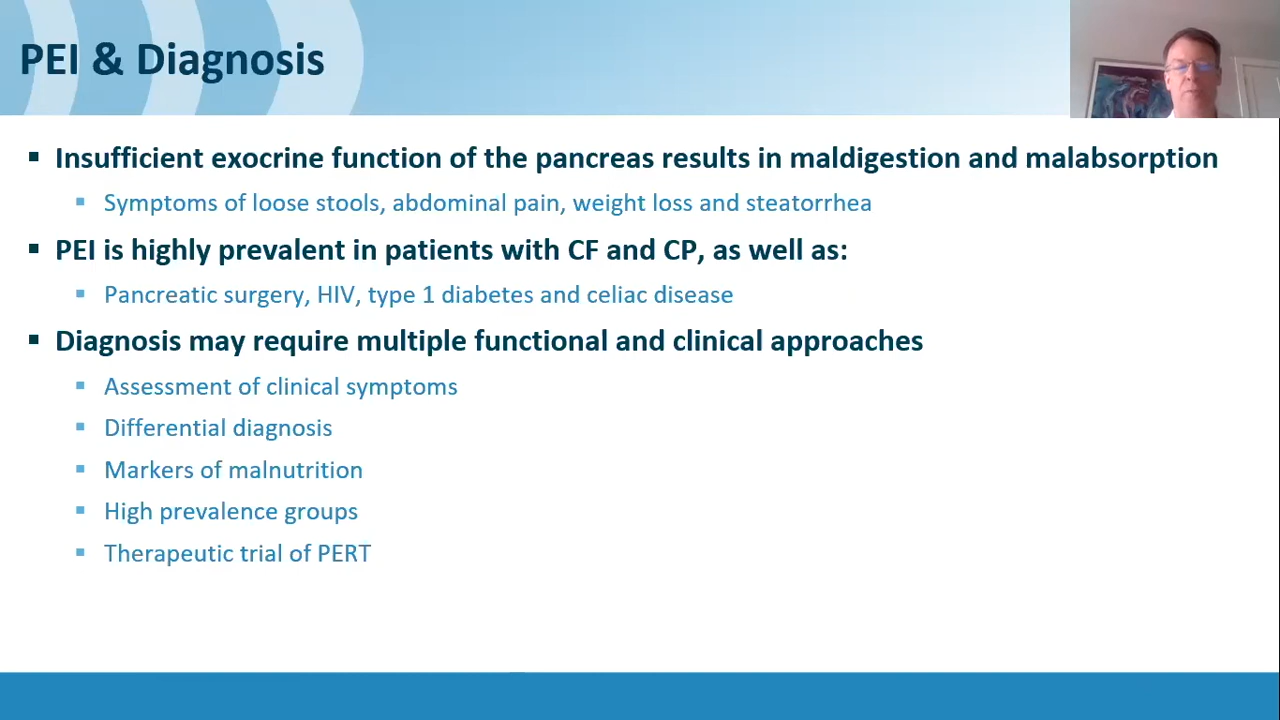 PEI & Diagnosis
Insufficient exocrine function of the pancreas results in maldigestion and malabsorption
Symptoms of loose stools, abdominal pain, weight loss and steatorrhea
PEI is highly prevalent in patients with CF and CP, as well as:
Pancreatic surgery, HIV, type 1 diabetes and celiac disease
Diagnosis may require multiple functional and clinical approaches
Assessment of clinical symptoms
Differential diagnosis
Markers of malnutrition
High prevalence groups
Therapeutic trial of PERT